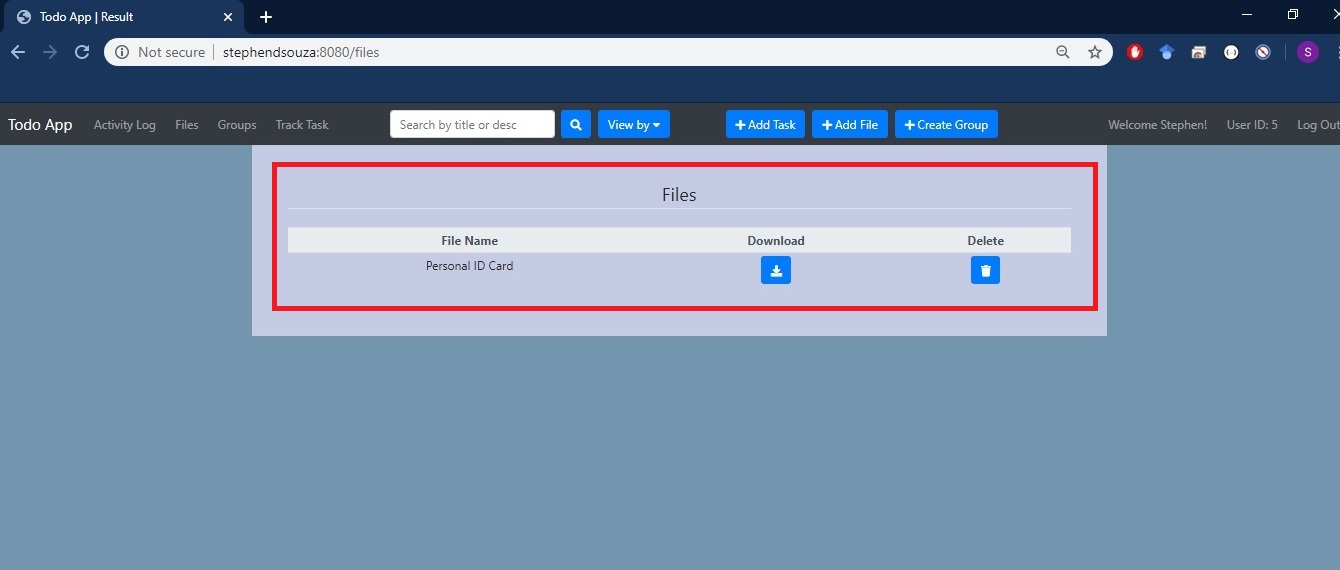 Todo App | Result
Not secure | stephendsouza:8080/files
S
Todo App Activity Log Files Groups Track Task Search by title or desc View by Add Task Add File Create Group Welcome Stephen! User ID: 5 Log Out
Files
File Name Download Delete
Personal ID Card